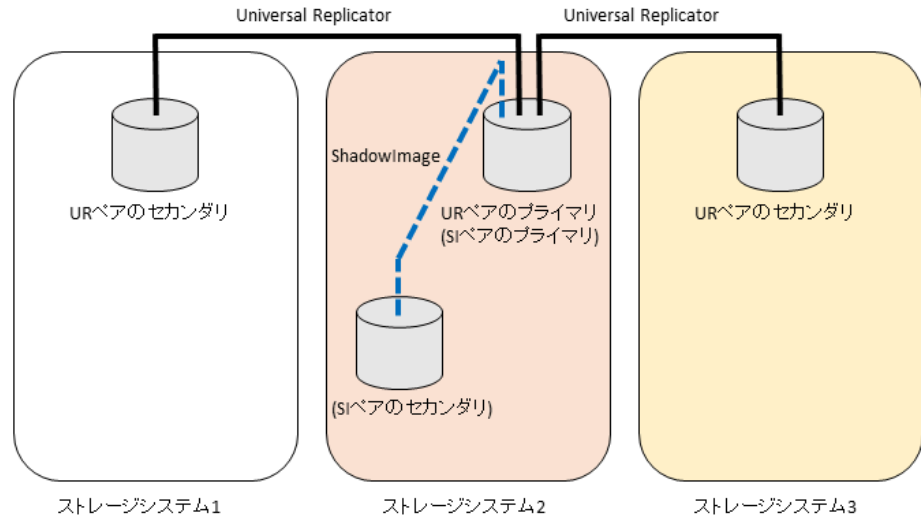 Universal Replicator
Universal Replicator
ShadowImage
URペアのセカンダリ
URペアのプライマリ
(SIペアのプライマリ)
URペアのセカンダリ
(SIペアのセカンダリ)
ストレージシステム1
ストレージシステム2
ストレージシステム3